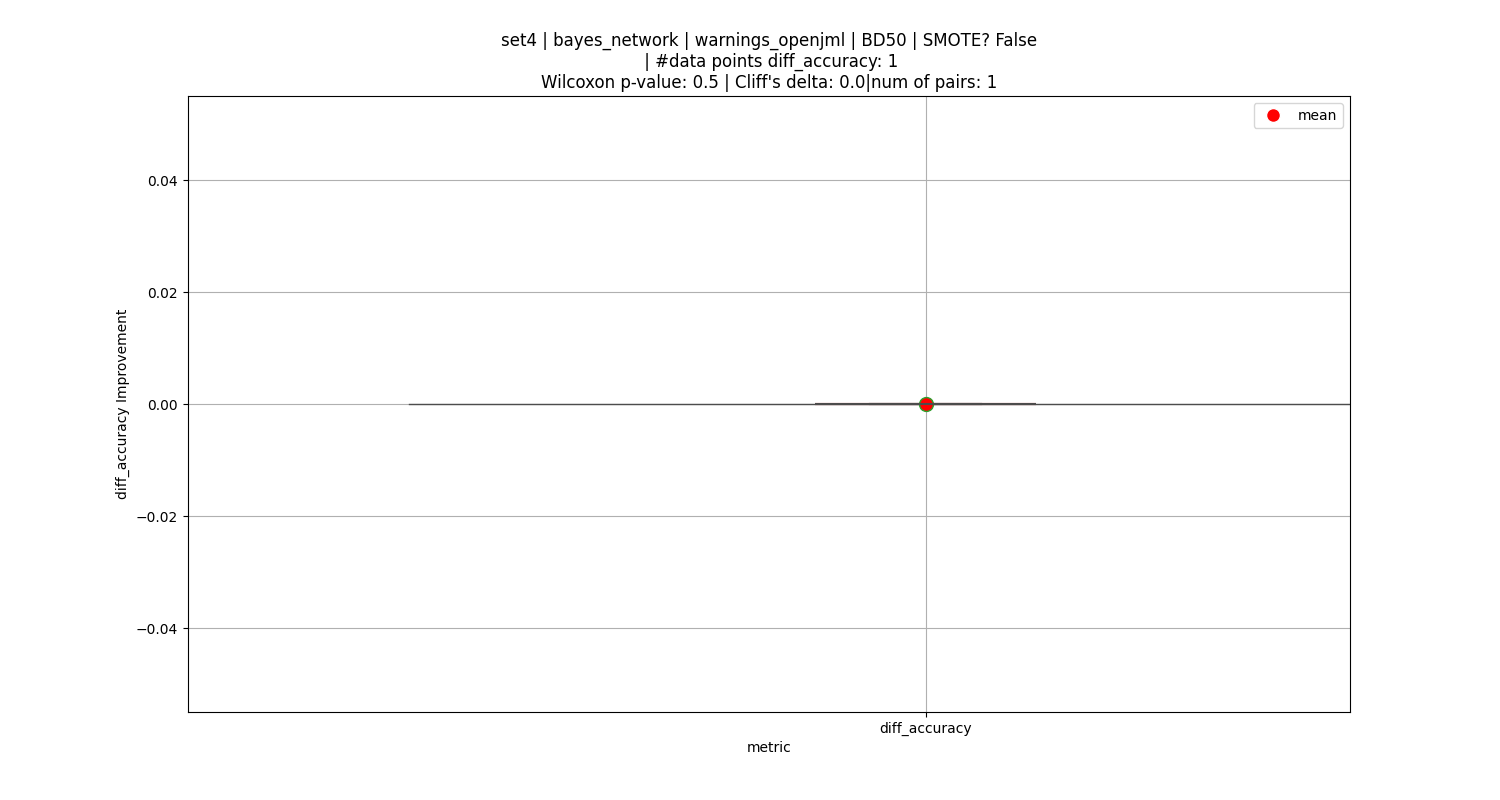 set4 | bayes_network | warnings_openjml | BD50 | SMOTE? False
| #data points diff_accuracy: 1
Wilcoxon p-value: 0.5 | Cliff's delta: 0.0|num of pairs: 1
mean
0.04
0.02
0.00
−0.02
−0.04
diff_accuracy Improvement
diff_accuracy
metric